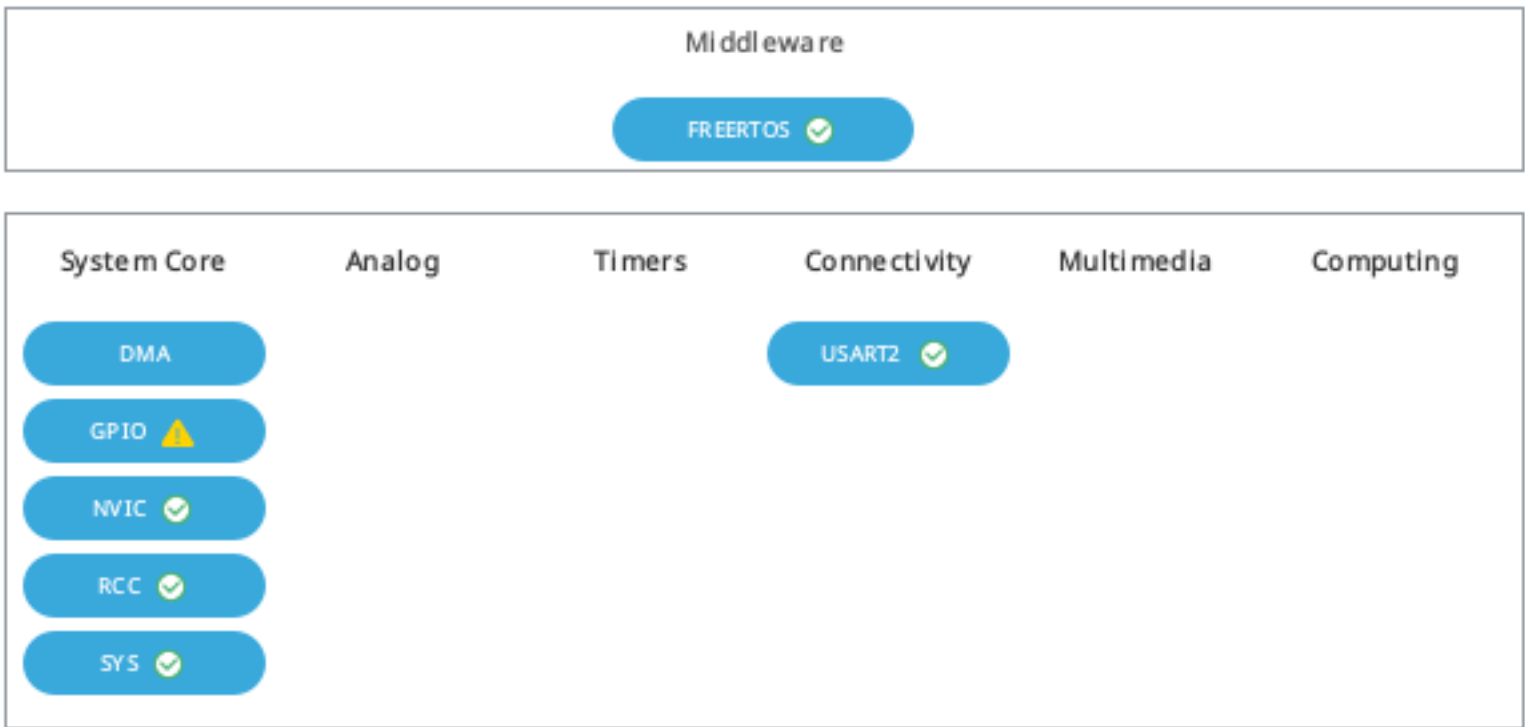 Middleware
FREERTOS
System Core Analog Timers Connectivity Multimedia Computing
DMA USART2
GPIO
NVIC
RCC
SYS